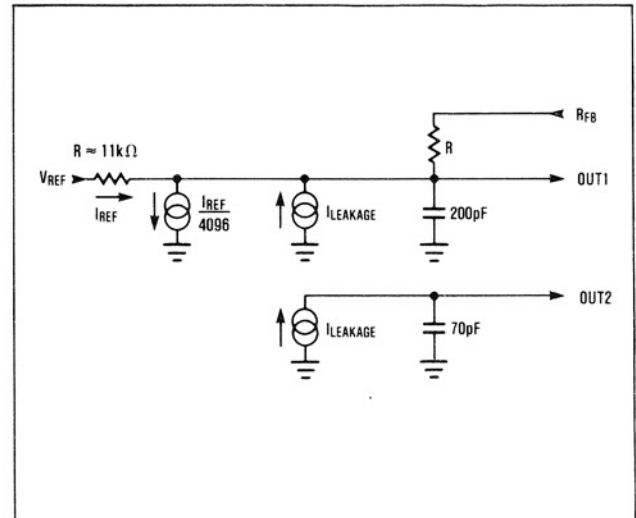 RFB
R ≈ 11kΩ
R
VREF
OUT1
IREF
IREF
4096
ILEAKAGE
200pF
OUT2
ILEAKAGE
70pF